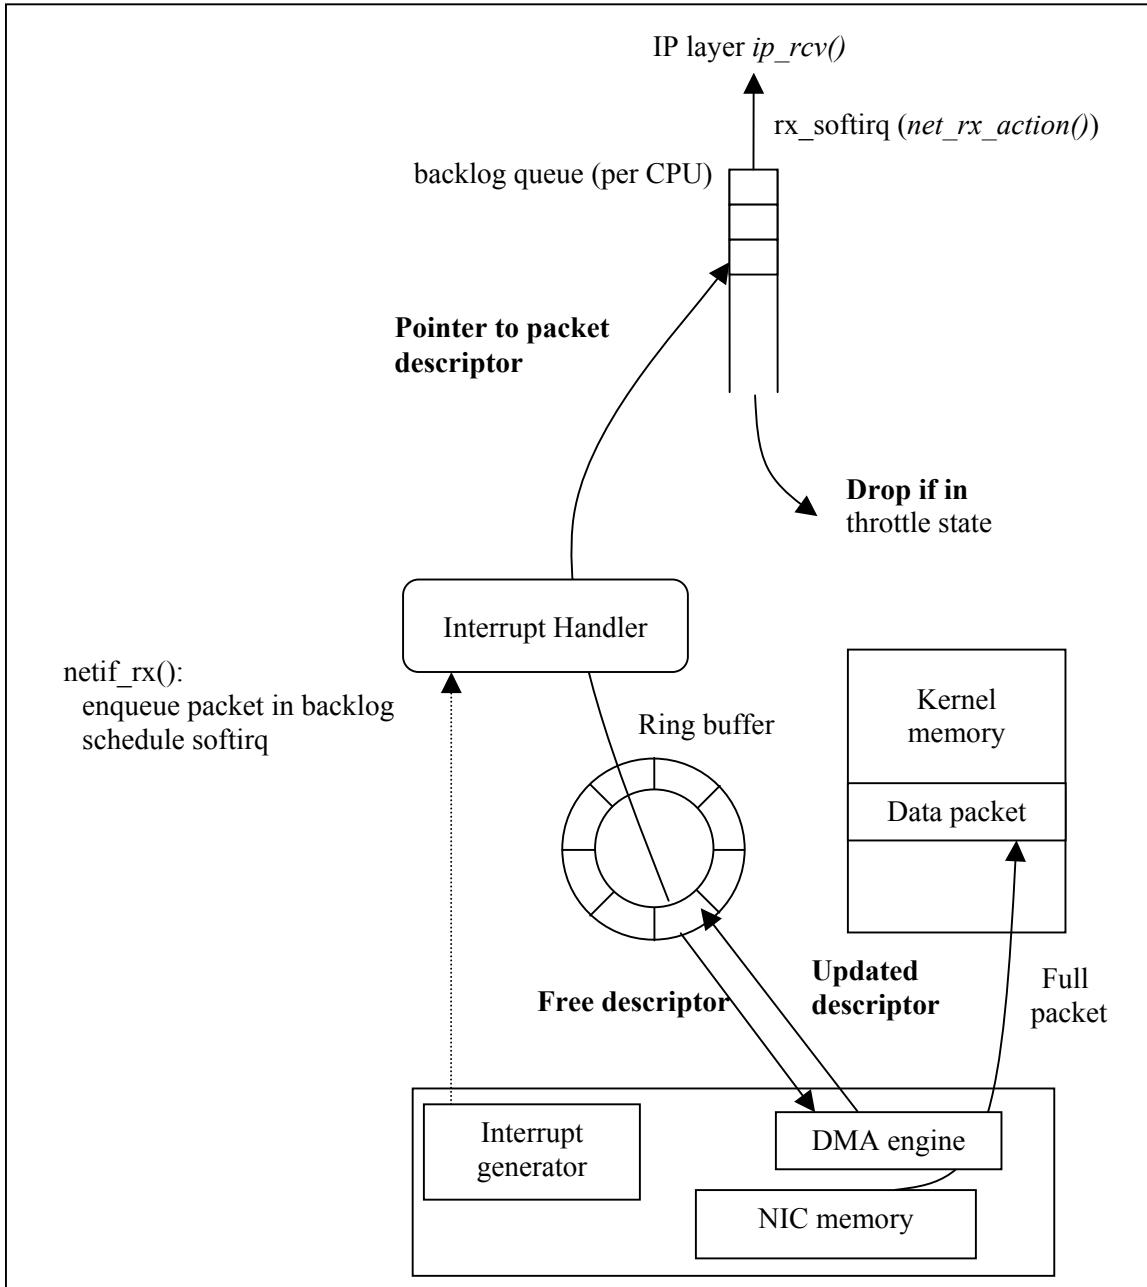 IP layer ip_rcv()
rx_softirq (net_rx_action())
backlog queue (per CPU)
Pointer to packet
descriptor
Drop if in
throttle state
Interrupt Handler
netif_rx():
enqueue packet in backlog
schedule softirq
Ring buffer
Kernel
memory
Data packet
Free descriptor
Updated
descriptor
Full
packet
Interrupt
generator
DMA engine
NIC memory